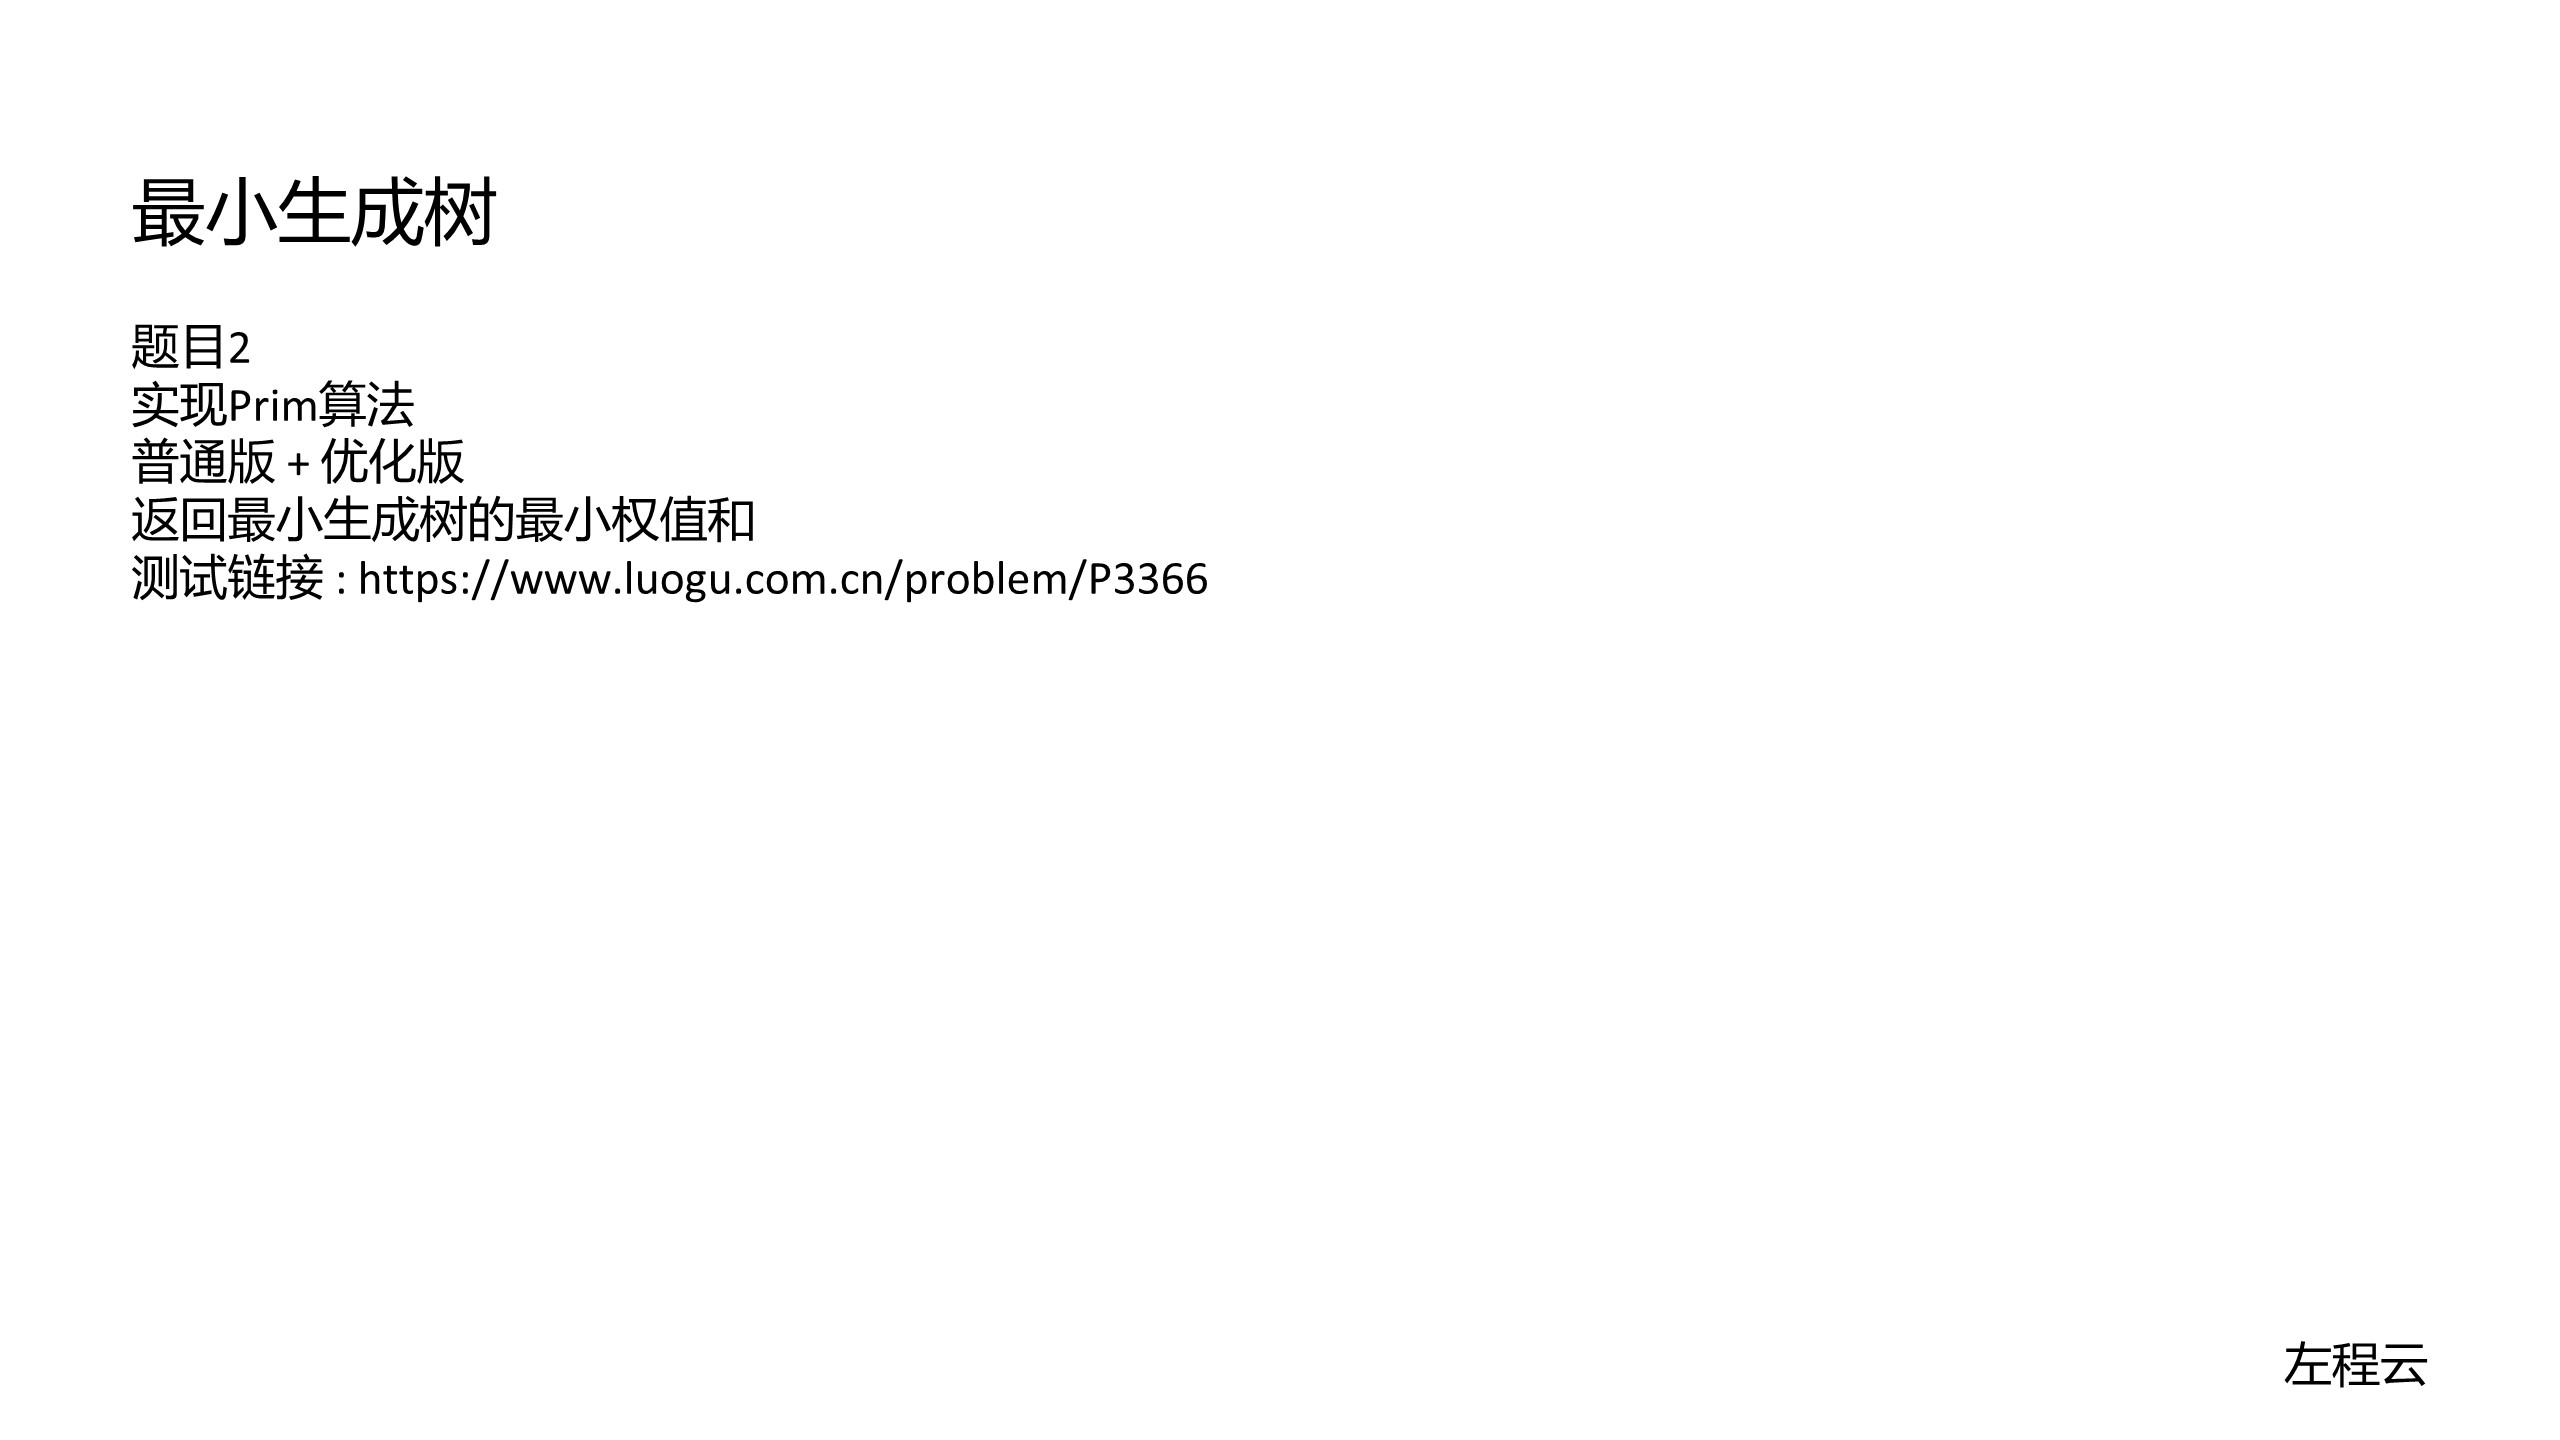 最小生成树
题目2
实现Prim算法
普通版 + 优化版
返回最小生成树的最小权值和
测试链接 : https://www.luogu.com.cn/problem/P3366
左程云